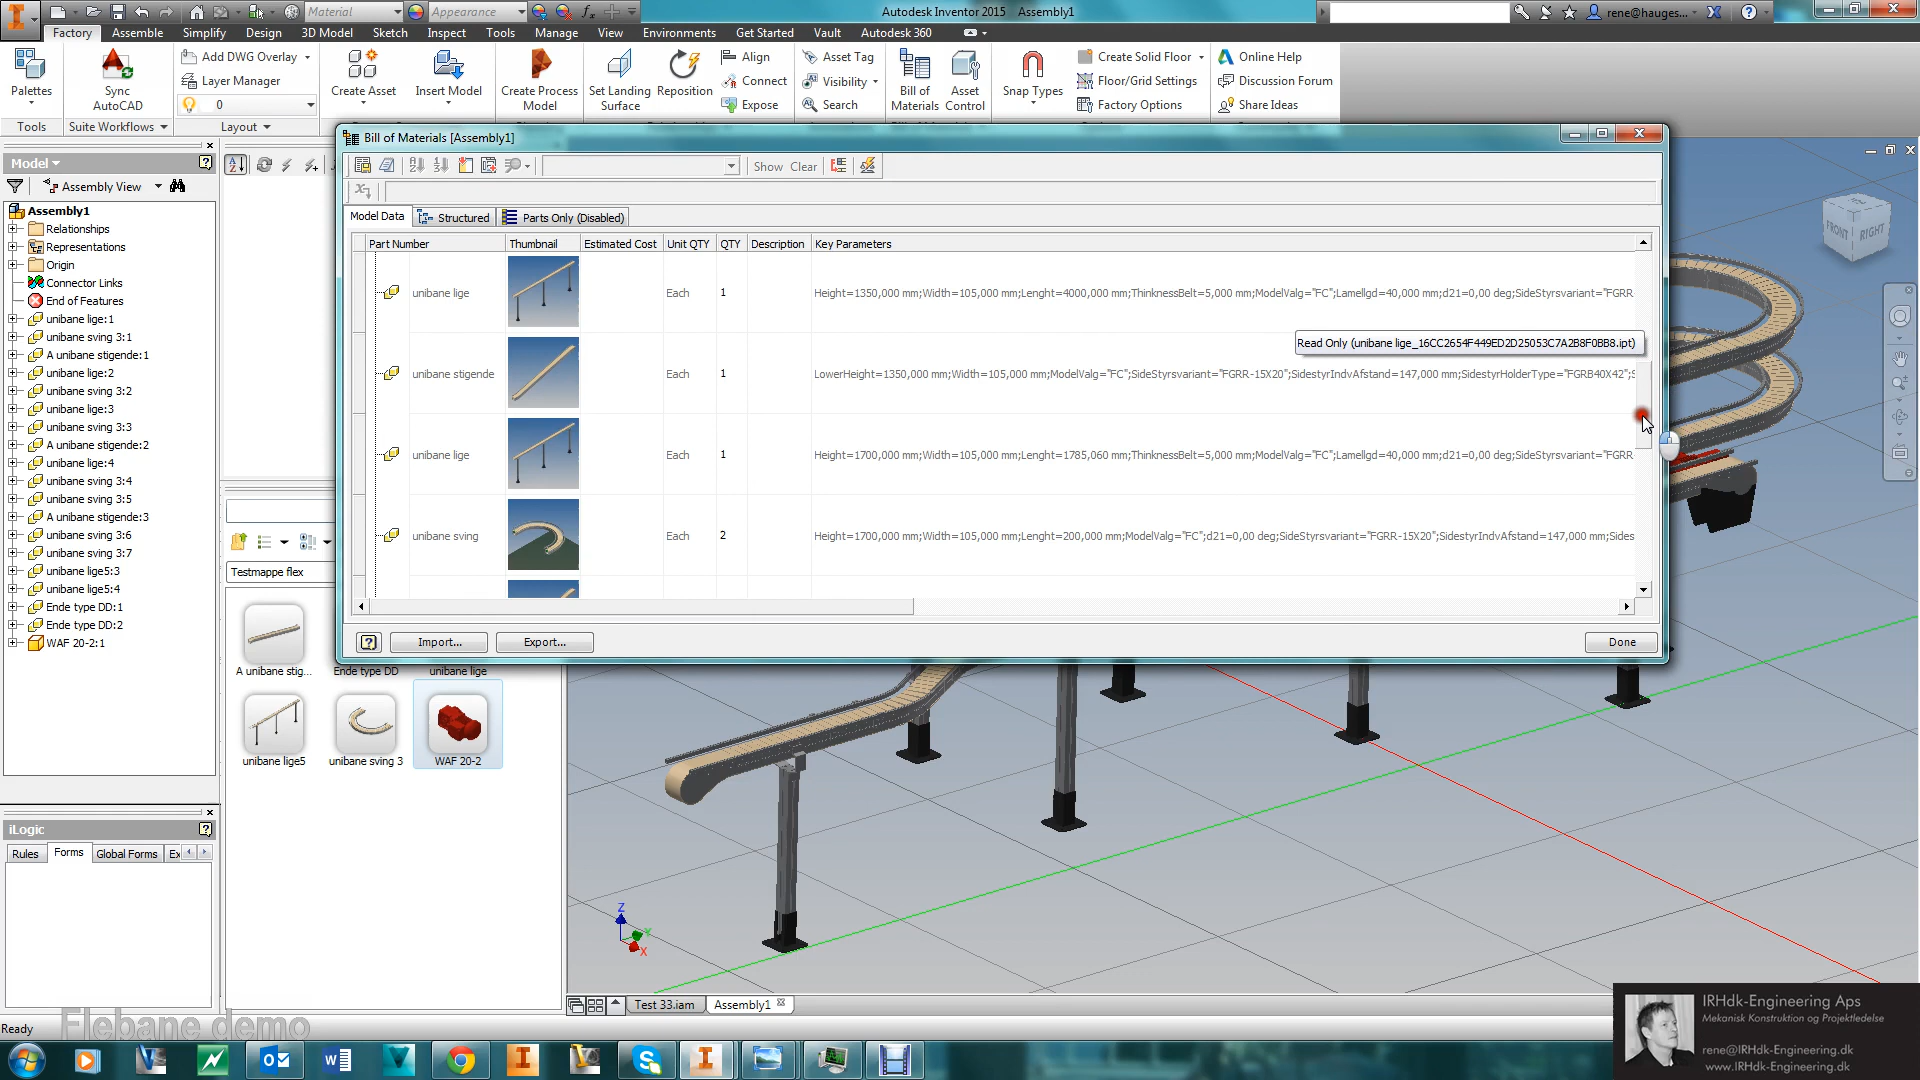 Material
Appearance
Autodesk Inventor 2015   Assembly1
rene@hauges...
Factory
Assemble
Simplify
Design
3D Model
Sketch
Inspect
Tools
Manage
View
Environments
Get Started
Vault
Autodesk 360
Palettes
Sync
AutoCAD
Add DWG Overlay
Layer Manager
0
Create Asset
Insert Model
Create Process
Model
Set Landing
Surface
Reposition
Align
Connect
Expose
Asset Tag
Visibility
Search
Bill of
Materials
Asset
Control
Snap Types
Create Solid Floor
Floor/Grid Settings
Factory Options
Online Help
Discussion Forum
Share Ideas
Tools
Suite Workflows
Layout
Model
Assembly View
Assembly1
Relationships
Representations
Origin
Connector Links
End of Features
unibane lige:1
unibane sving 3:1
A unibane stigende:1
unibane lige:2
unibane sving 3:2
unibane lige:3
unibane sving 3:3
A unibane stigende:2
unibane lige:4
unibane sving 3:4
unibane sving 3:5
A unibane stigende:3
unibane sving 3:6
unibane sving 3:7
unibane lige5:3
unibane lige5:4
Ende type DD:1
Ende type DD:2
WAF 20-2:1
Bill of Materials [Assembly1]
Show Clear
Model Data
Structured
Parts Only (Disabled)
Part Number
Thumbnail
Estimated Cost
Unit QTY
QTY
Description
Key Parameters
unibane lige Each 1 Height=1350,000 mm;Width=105,000 mm;Lenght=4000,000 mm;ThinknessBelt=5,000 mm;ModelValg="FC";Lamellgd=40,000 mm;d21=0,00 deg;SideStyrsvariant="FGRR
Read Only (unibane lige_16CC2654F449ED2D25053C7A2B8F0BB8.ipt)
unibane stigende Each 1 LowerHeight=1350,000 mm;Width=105,000 mm;ModelValg="FC";SideStyrsvariant="FGRR-15X20";SidestyrIndvAfstand=147,000 mm;SidestyrHolderType="FGRB40X42";S
unibane lige Each 1 Height=1700,000 mm;Width=105,000 mm;Lenght=1785,060 mm;ThinknessBelt=5,000 mm;ModelValg="FC";Lamellgd=40,000 mm;d21=0,00 deg;SideStyrsvariant="FGRR
unibane sving Each 2 Height=1700,000 mm;Width=105,000 mm;Lenght=200,000 mm;ModelValg="FC";d21=0,00 deg;SideStyrsvariant="FGRR-15X20";SidestyrIndvAfstand=147,000 mm;Sides
Import...
Export...
Done
Testmappe flex
A unibane stig...
Ende type DD
unibane lige
unibane lige5
unibane sving 3
WAF 20-2
iLogic
Rules
Forms
Global Forms
Ex
FRONT
RIGHT
Z
Y
X
Test 33.iam
Assembly1
Flebane demo
Ready
IRHdk-Engineering Aps
Mekanisk Konstruktion og Projektledelse
rene@IRHdk-Engineering.dk
www.IRHdk-Engineering.dk